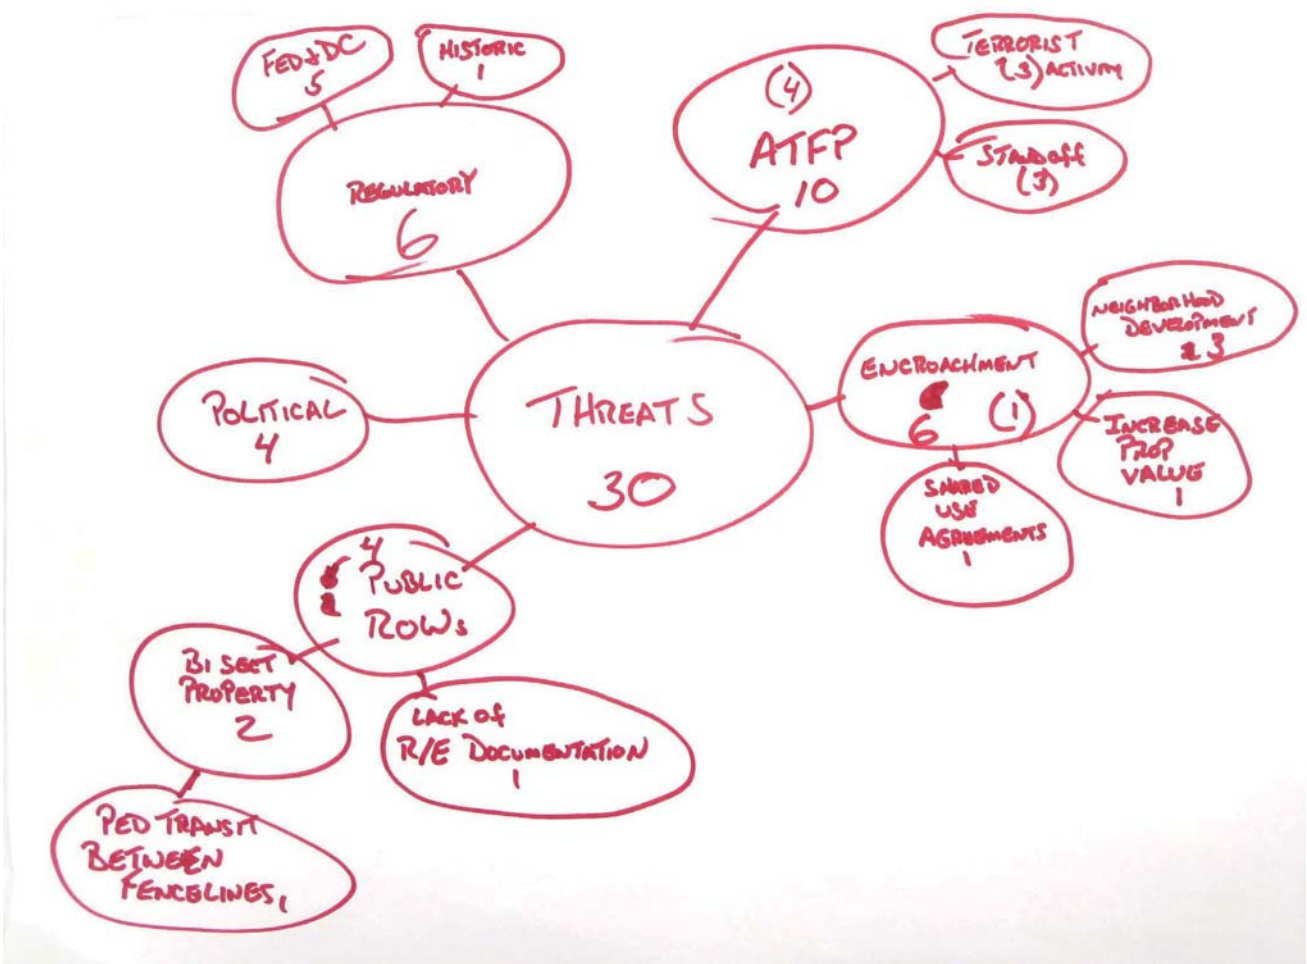 FED + DC
5
HISTORIC
1
REGULATORY
6
(4)
ATFP
10
TERRORIST
(3) ACTIVITY
STANDOFF
(3)
THREATS
30
POLITICAL
4
ENCROACHMENT
6 (1)
NEIGHBORHOOD
DEVELOPMENT
3
INCREASE
PROP
VALUE
1
SHARED
USE
AGREEMENTS
1
4
PUBLIC
ROWs
BISECT
PROPERTY
2
LACK OF
R/E DOCUMENTATION
1
PED TRANSIT
BETWEEN
FENCELINES 1